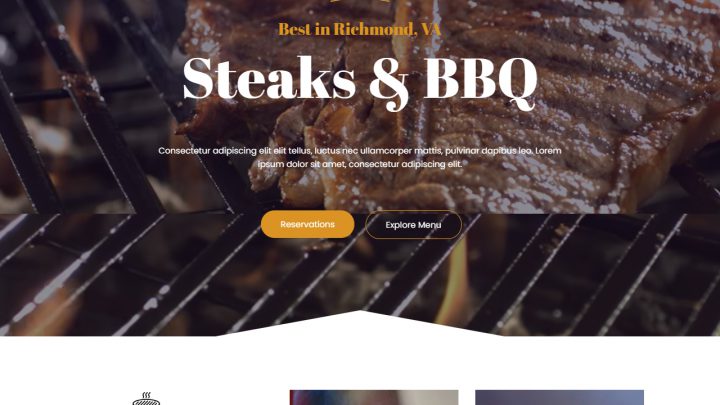 Best in Richmond, VA
Steaks & BBQ
Consectetur adipiscing elit elit tellus, luctus nec ullamcorper mattis, pulvinar dapibus leo. Lorem
ipsum dolor sit amet, consectetur adipiscing elit.
Reservations
Explore Menu